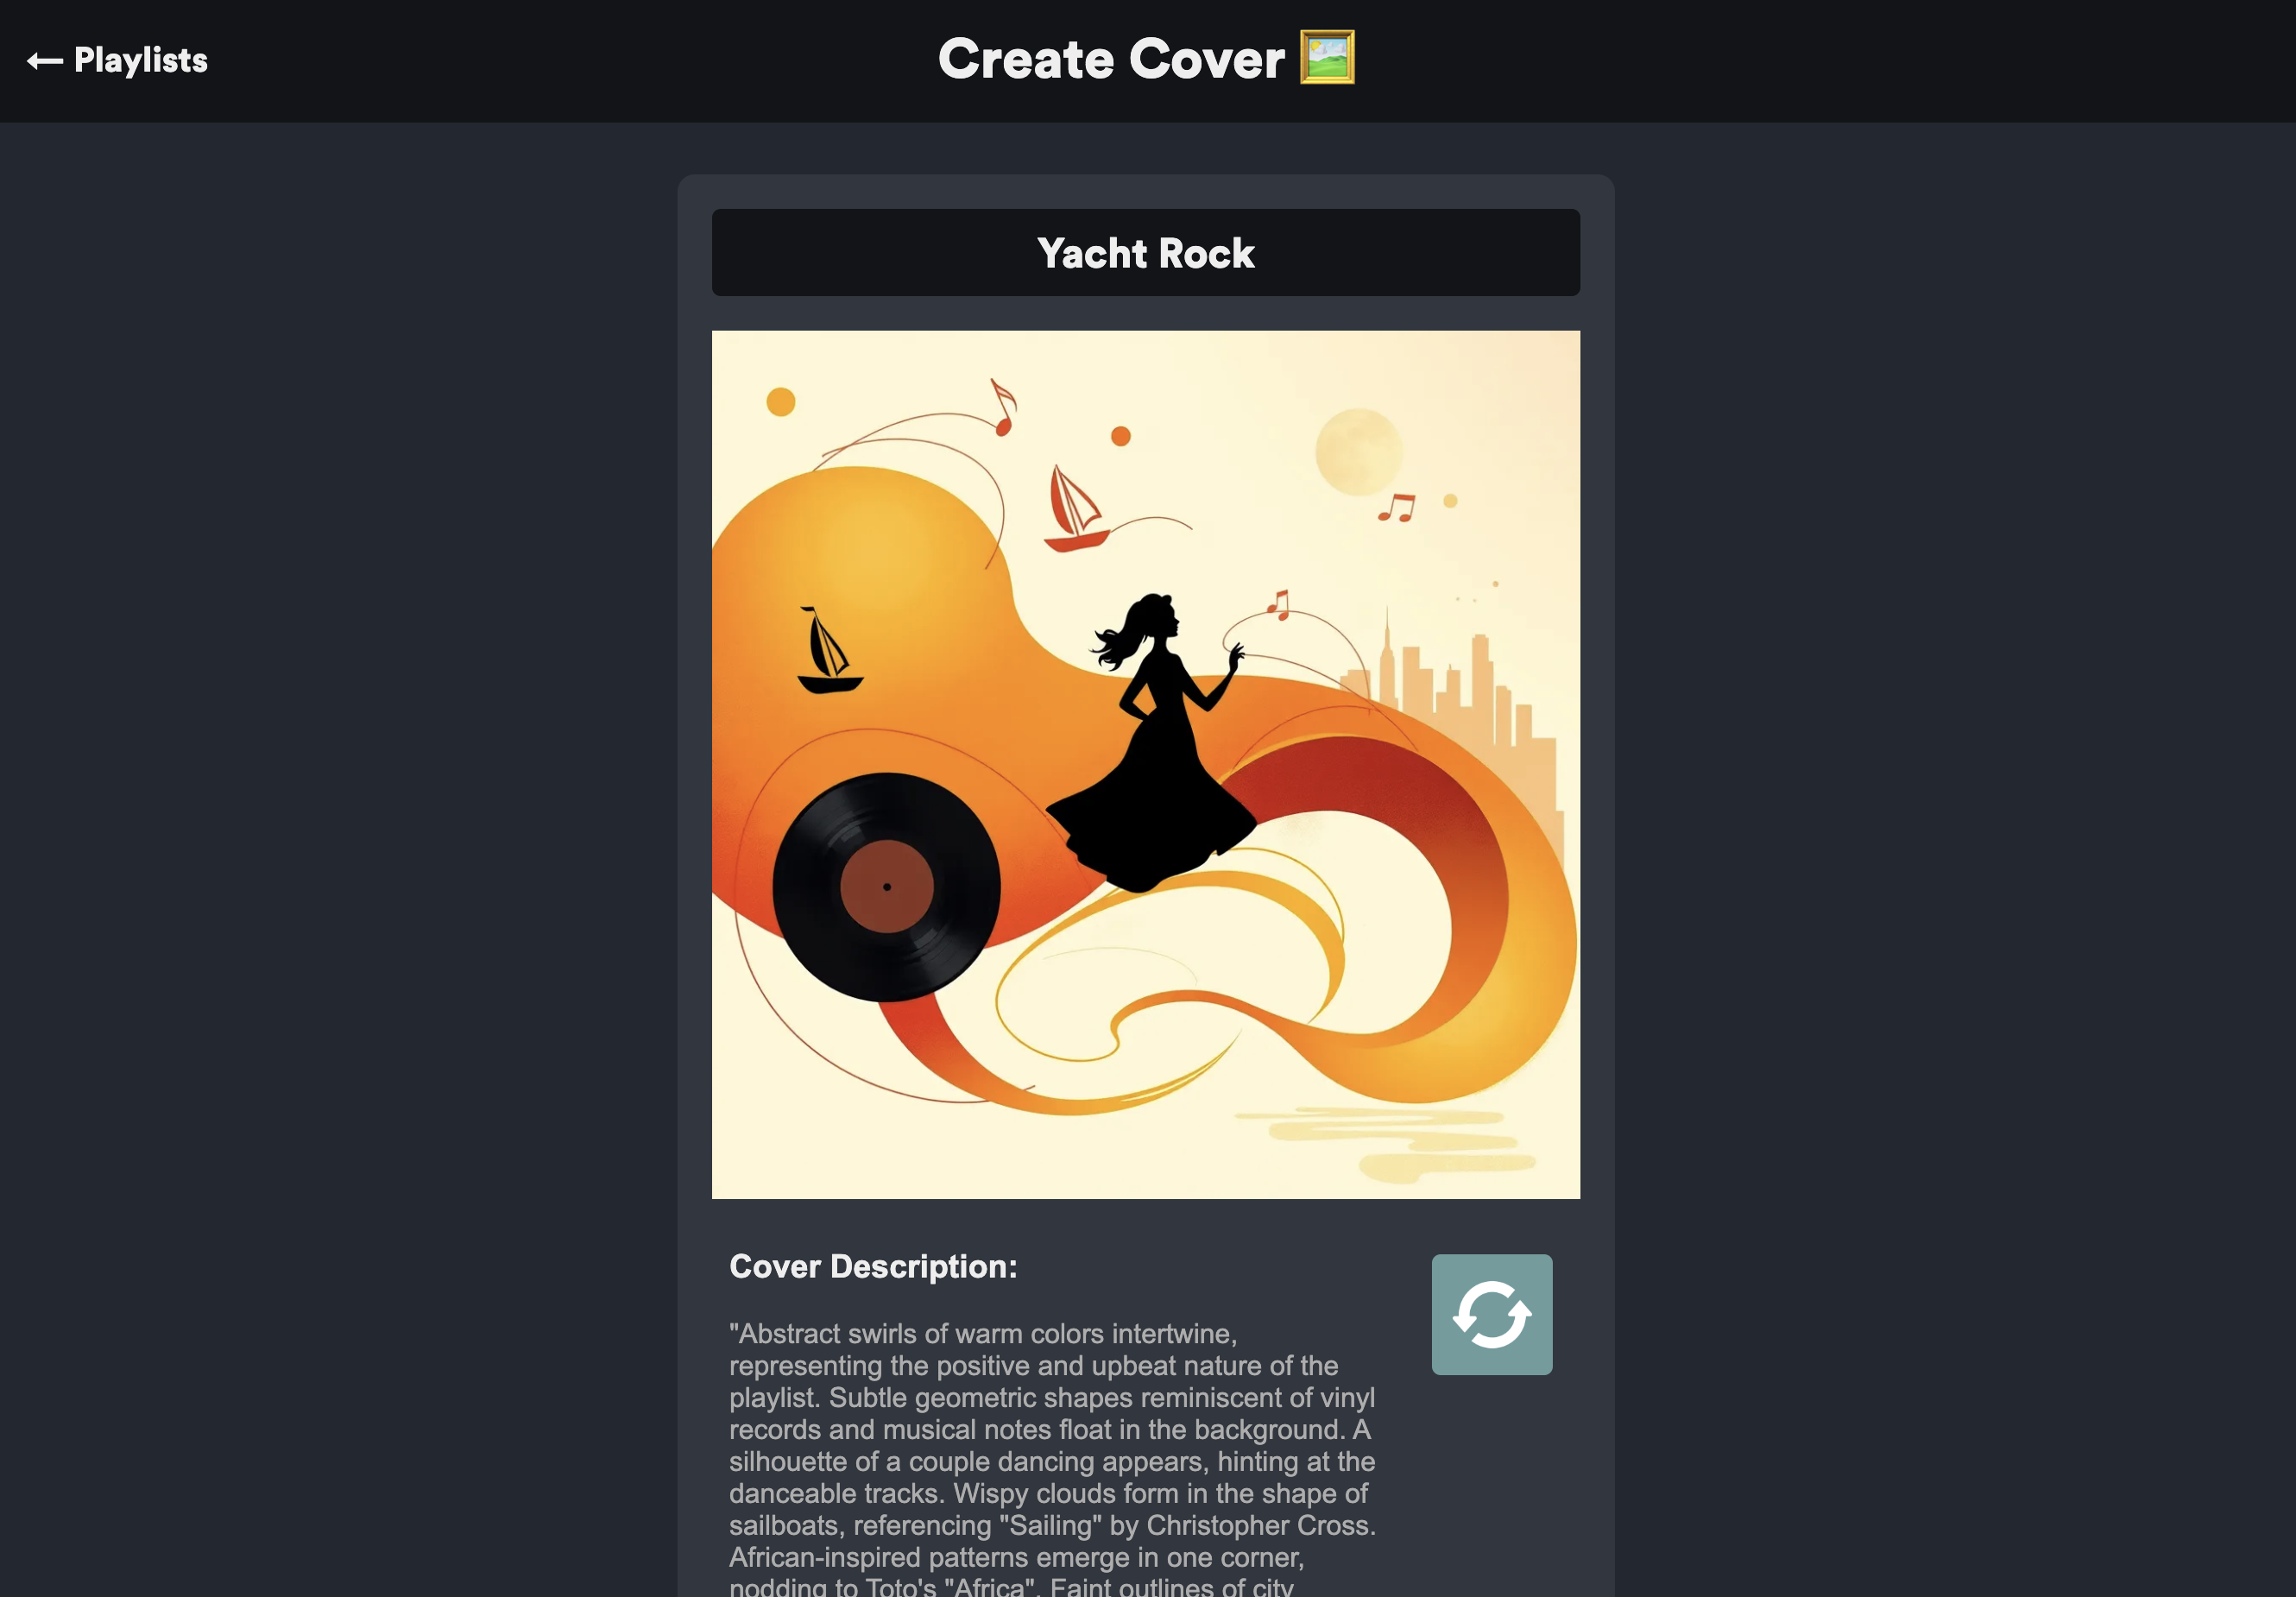 ← Playlists
Create Cover
Yacht Rock
Cover Description:
"Abstract swirls of warm colors intertwine,
representing the positive and upbeat nature of the
playlist. Subtle geometric shapes reminiscent of vinyl
records and musical notes float in the background. A
silhouette of a couple dancing appears, hinting at the
danceable tracks. Wispy clouds form in the shape of
sailboats, referencing "Sailing" by Christopher Cross.
African-inspired patterns emerge in one corner,
nodding to Toto's "Africa". Faint outlines of city